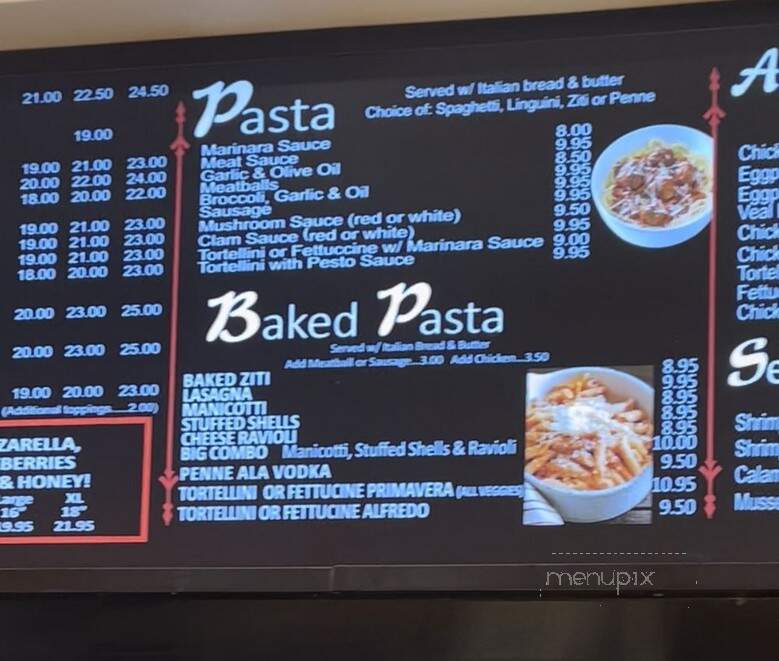 21.00 22.50 24.50
19.00
19.00 21.00 23.00
20.00 22.00 24.00
18.00 20.00 22.00
19.00 21.00 23.00
19.00 21.00 23.00
19.00 21.00 23.00
18.00 20.00 23.00
20.00 23.00 25.00
20.00 23.00 25.00
19.00 20.00 23.00
(Additional toppings.....2.00)
ZARELLA,
BERRIES
& HONEY!
arge XL
16" 18"
9.95 21.95
Pasta
Served w/ Italian bread & butter
Choice of: Spaghetti, Linguini, Ziti or Penne
Marinara Sauce 8.00
Meat Sauce 9.95
Garlic & Olive Oil 8.50
Meatballs 9.95
Broccoli, Garlic & Oil 9.95
Sausage 9.95
Mushroom Sauce (red or white) 9.50
Clam Sauce (red or white) 9.95
Tortellini or Fettuccine w/ Marinara Sauce 9.00
Tortellini with Pesto Sauce 9.95
Baked Pasta
Served w/ Italian Bread & Butter
Add Meatball or Sausage...3.00 Add Chicken...3.50
BAKED ZITI 8.95
LASAGNA 9.95
MANICOTTI 8.95
STUFFED SHELLS 8.95
CHEESE RAVIOLI 8.95
BIG COMBO Manicotti, Stuffed Shells & Ravioli 10.00
PENNE ALA VODKA 9.50
TORTELLINI OR FETTUCINE PRIMAVERA (ALL VEGGIES) 10.95
TORTELLINI OR FETTUCINE ALFREDO 9.50
A
Chick
Eggp
Eggp
Veal
Chick
Chick
Torte
Fettu
Chick
Se
Shrim
Shrim
Calar
Muss
menupix